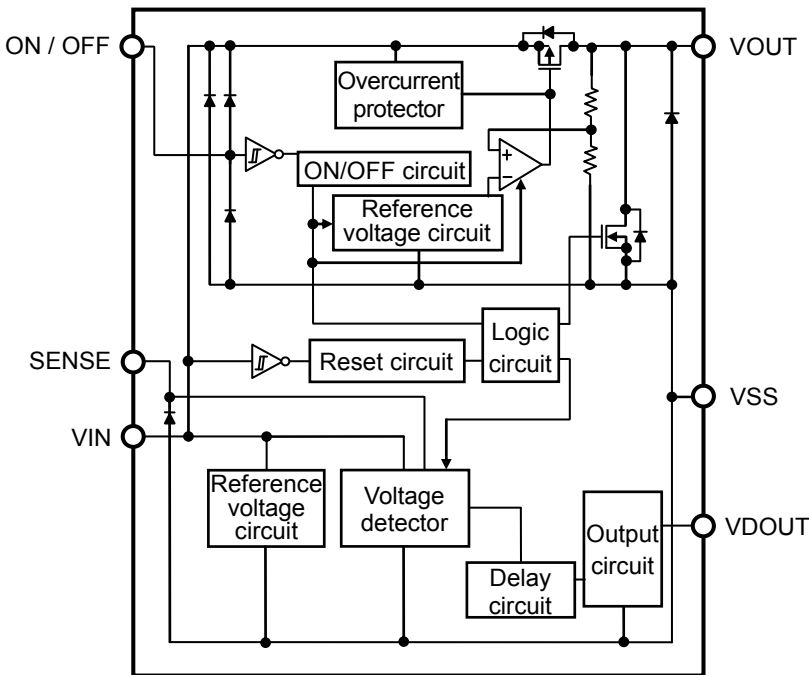 ON / OFF
VOUT
Overcurrent
protector
+
−
ON/OFF circuit
Reference
voltage circuit
Logic
circuit
Reset circuit
SENSE
VSS
VIN
Reference
voltage
circuit
Voltage
detector
Output
circuit
VDOUT
Delay
circuit